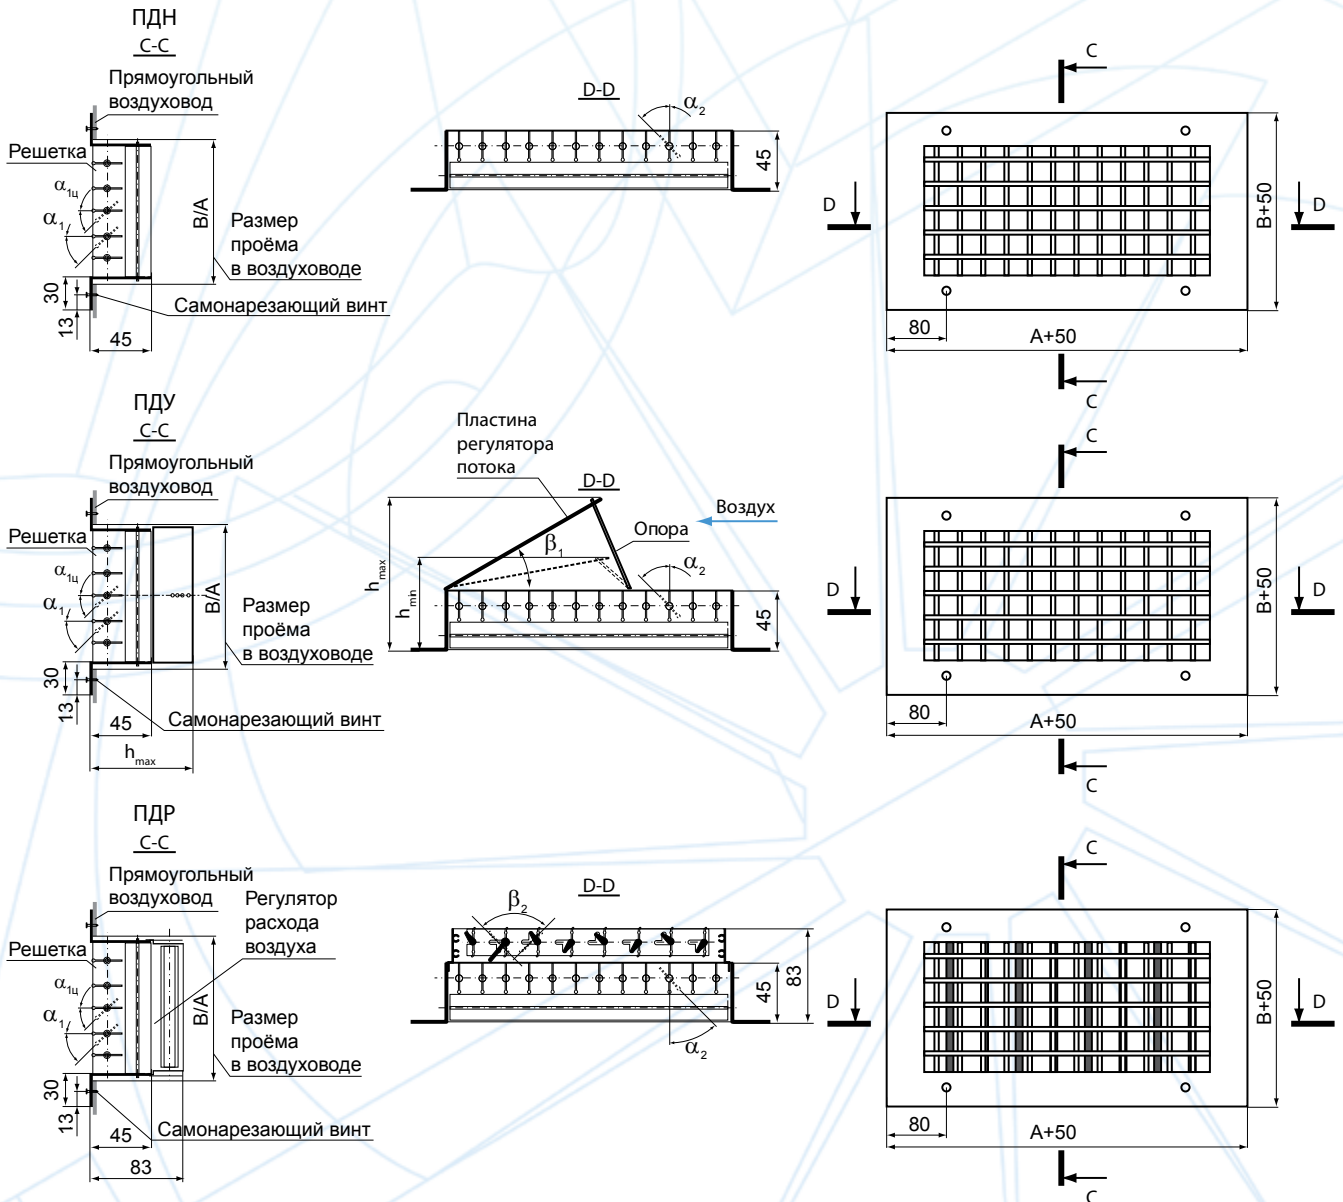 ПДН
C-C
Прямоугольный
воздуховод
Решетка
α1ц
α1
B/A
Размер
проёма
в воздуховоде
30
13
Самонарезающий винт
45
D-D
α2
45
C
D
D
B+50
80
A+50
C
ПДУ
C-C
Прямоугольный
воздуховод
Решетка
α1ц
α1
B/A
Размер
проёма
в воздуховоде
30
13
Самонарезающий винт
45
hmax
Пластина
регулятора
потока
D-D
Воздух
Опора
β1
α2
hmax
hmin
45
C
D
D
B+50
80
A+50
C
ПДР
C-C
Прямоугольный
воздуховод
Регулятор
расхода
воздуха
Решетка
α1ц
α1
B/A
Размер
проёма
в воздуховоде
30
13
Самонарезающий винт
45
83
D-D
β2
α2
45
83
C
D
D
B+50
80
A+50
C